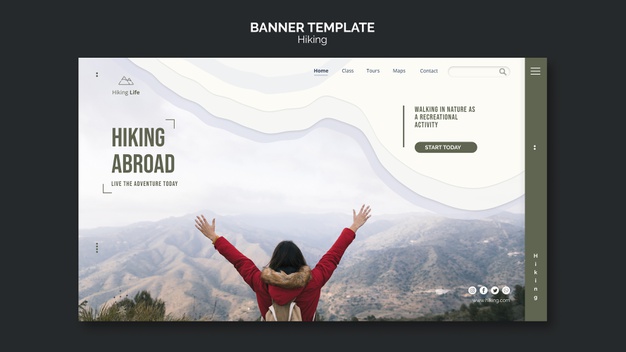 BANNER TEMPLATE
Hiking
Home Class Tours Maps Contact
Hiking Life
WALKING IN NATURE AS
A RECREATIONAL
ACTIVITY
START TODAY
HIKING
ABROAD
LIVE THE ADVENTURE TODAY
Hiking
www.hiking.com